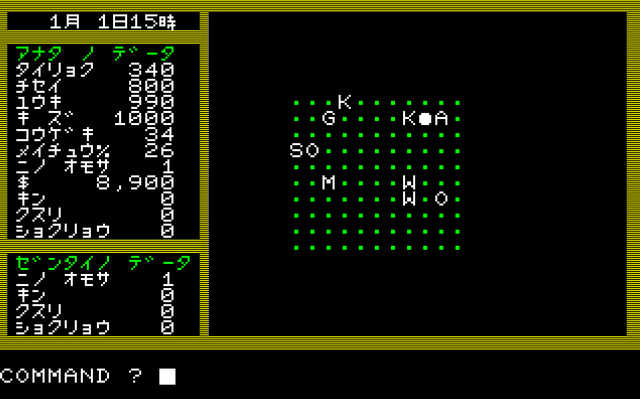 1月 1日15時
アナタ ノ データ
タイリョク 340
チセイ 800
ユウキ 990
キズ 1000
コウゲキ 34
メイチュウ% 26
ニノ オモサ 1
$ 8,900
キン 0
クスリ 0
ショクリョウ 0
ゼンタイノ データ
ニノ オモサ 1
キン 0
クスリ 0
ショクリョウ 0
K
G K A
SO
M W
W O
COMMAND ?